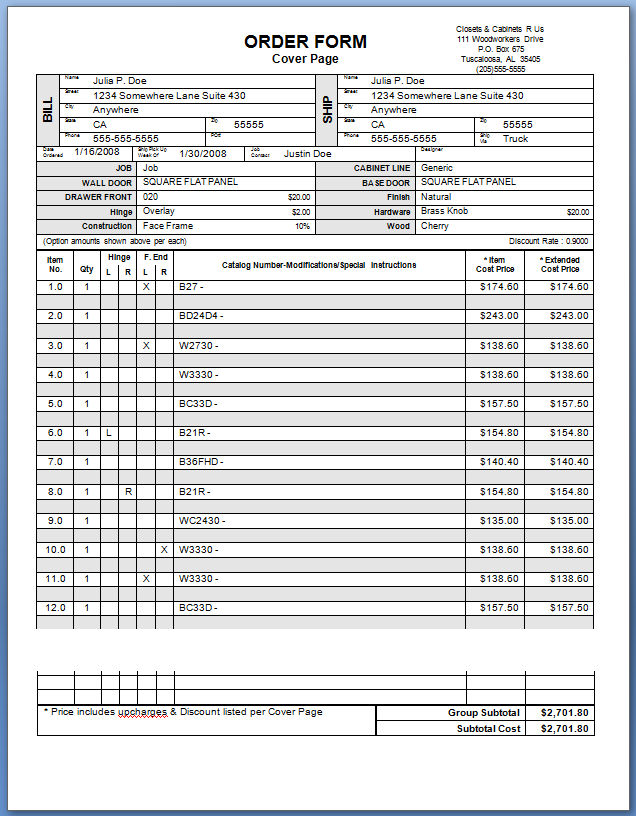 Closets & Cabinets R Us
111 Woodworkers Drive
P.O. Box 675
Tuscaloosa, AL 35405
(205)555-5555
ORDER FORM
Cover Page
BILL
Name Julia P. Doe
Street 1234 Somewhere Lane Suite 430
City Anywhere
State CA Zip 55555
Phone 555-555-5555 PO#
SHIP
Name Julia P. Doe
Street 1234 Somewhere Lane Suite 430
City Anywhere
State CA Zip 55555
Phone 555-555-5555 Ship Via Truck
Date Ordered 1/16/2008 Ship/Pick Up Week Of 1/30/2008 Job Contact Justin Doe Designer
JOB Job CABINET LINE Generic
WALL DOOR SQUARE FLAT PANEL BASE DOOR SQUARE FLAT PANEL
DRAWER FRONT 020 $20.00 Finish Natural
Hinge Overlay $2.00 Hardware Brass Knob $20.00
Construction Face Frame 10% Wood Cherry
(Option amounts shown above per each) Discount Rate : 0.9000
Item No. Qty Hinge L R F. End L R Catalog Number-Modifications/Special Instructions * Item Cost Price * Extended Cost Price
1.0 1 X B27 - $174.60 $174.60
2.0 1 BD24D4 - $243.00 $243.00
3.0 1 X W2730 - $138.60 $138.60
4.0 1 W3330 - $138.60 $138.60
5.0 1 BC33D - $157.50 $157.50
6.0 1 L B21R - $154.80 $154.80
7.0 1 B36FHD - $140.40 $140.40
8.0 1 R B21R - $154.80 $154.80
9.0 1 WC2430 - $135.00 $135.00
10.0 1 X W3330 - $138.60 $138.60
11.0 1 X W3330 - $138.60 $138.60
12.0 1 BC33D - $157.50 $157.50
* Price includes upcharges & Discount listed per Cover Page
Group Subtotal $2,701.80
Subtotal Cost $2,701.80